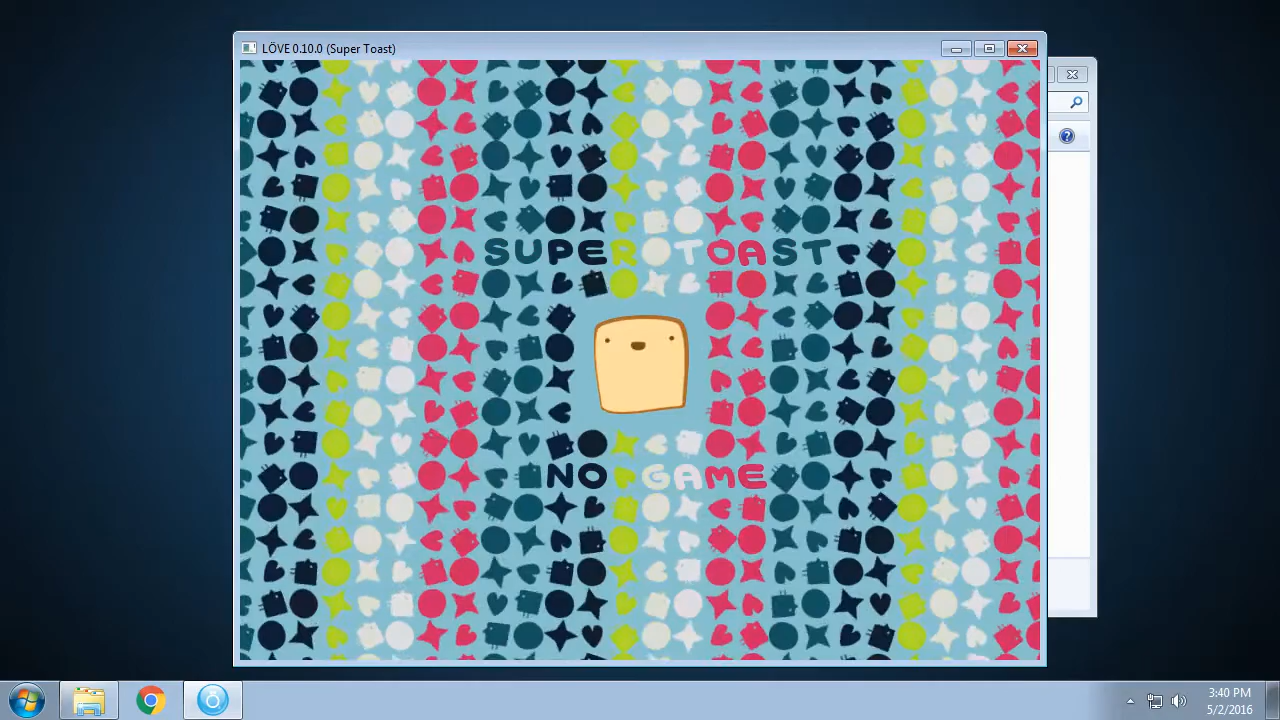 LÖVE 0.10.0 (Super Toast)
SUPER TOAST
NO GAME
3:40 PM
5/2/2016